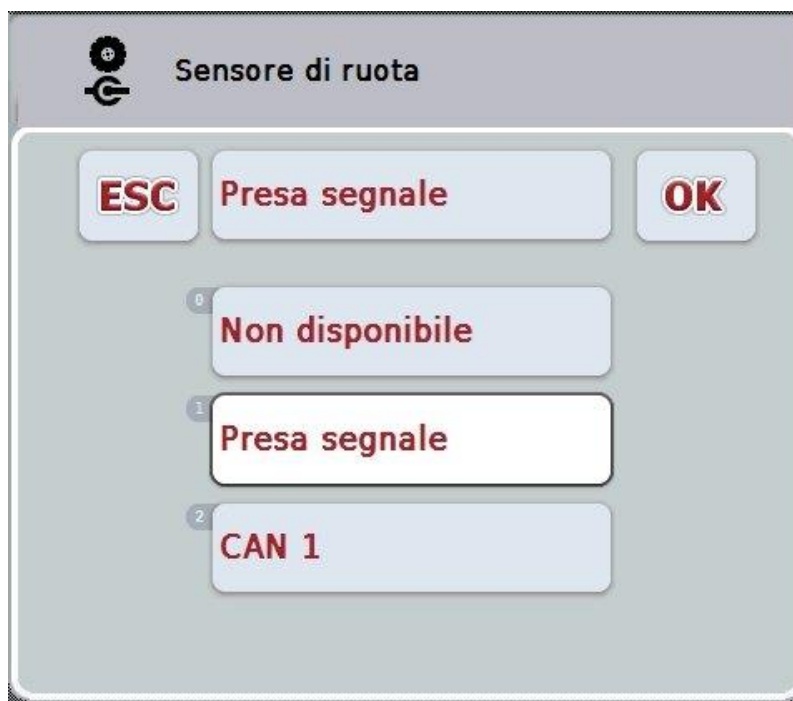 Sensore di ruota
ESC Presa segnale OK
0
Non disponibile
1
Presa segnale
2
CAN 1